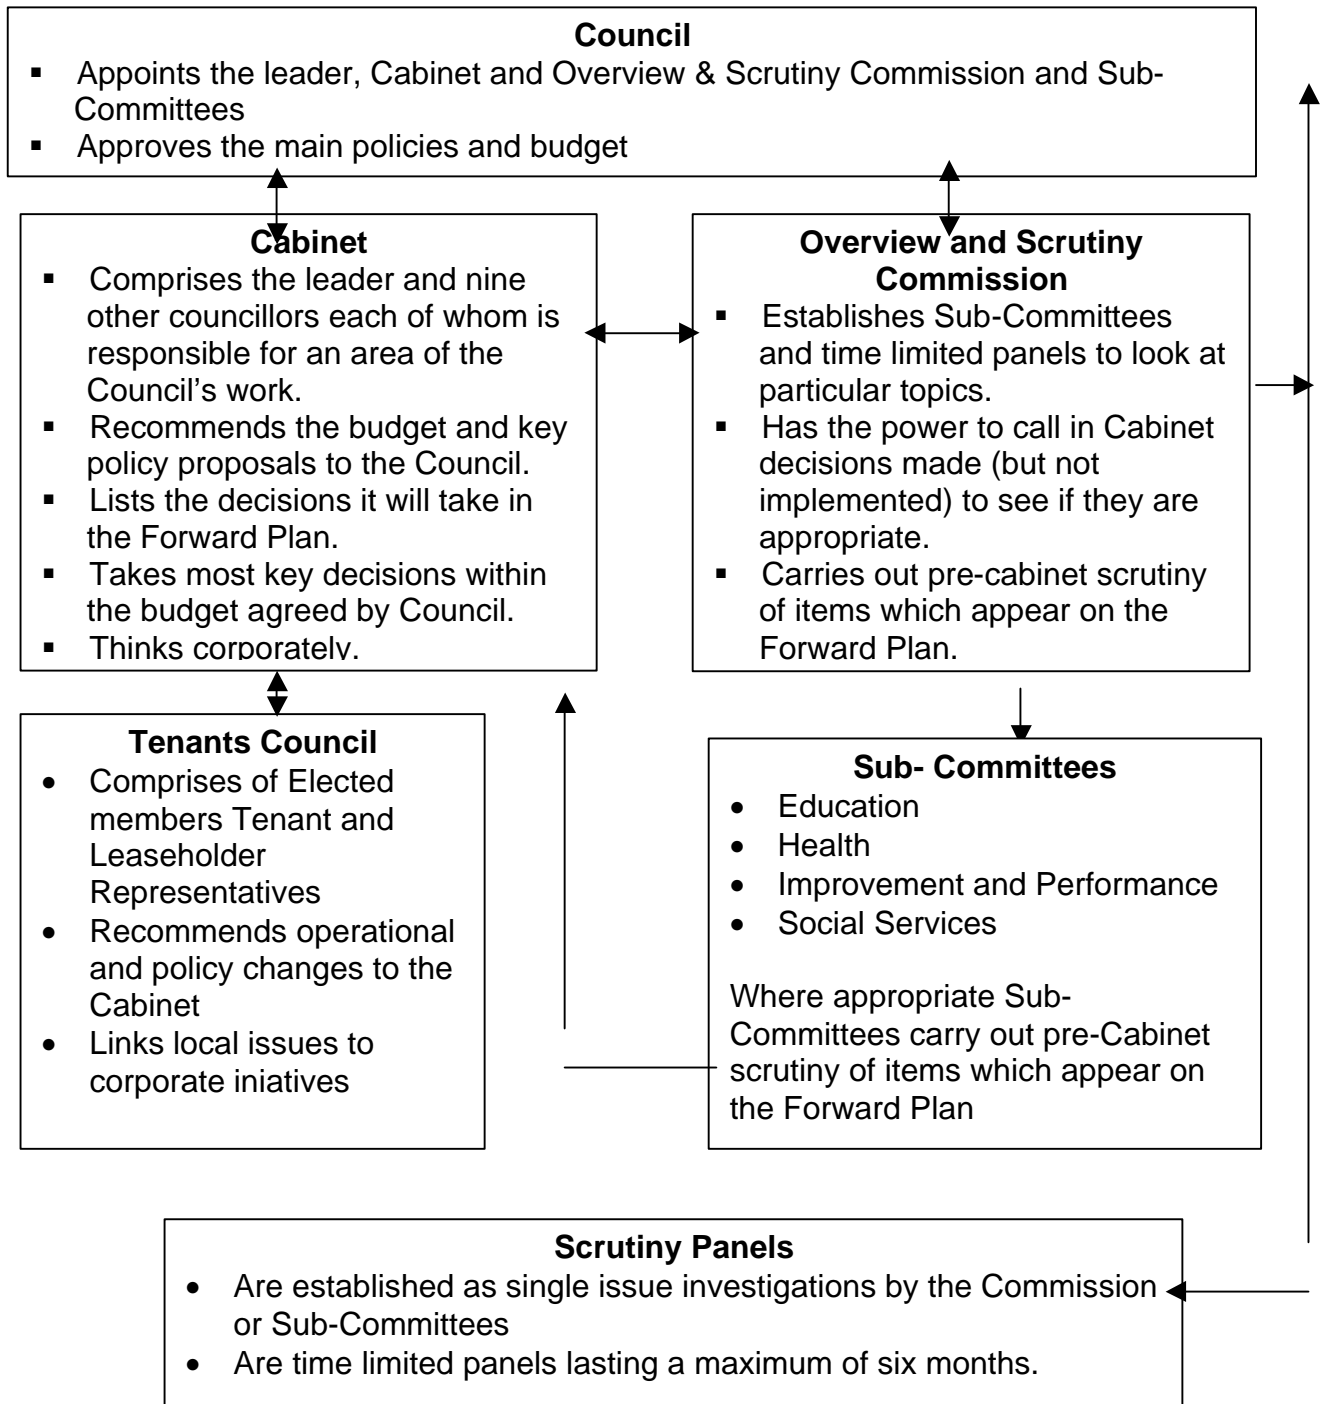 Council
▪ Appoints the leader, Cabinet and Overview & Scrutiny Commission and Sub-
Committees
▪ Approves the main policies and budget
Cabinet
▪ Comprises the leader and nine
other councillors each of whom is
responsible for an area of the
Council's work.
▪ Recommends the budget and key
policy proposals to the Council.
▪ Lists the decisions it will take in
the Forward Plan.
▪ Takes most key decisions within
the budget agreed by Council.
▪ Thinks corporately.
Overview and Scrutiny
Commission
▪ Establishes Sub-Committees
and time limited panels to look at
particular topics.
▪ Has the power to call in Cabinet
decisions made (but not
implemented) to see if they are
appropriate.
▪ Carries out pre-cabinet scrutiny
of items which appear on the
Forward Plan.
Tenants Council
• Comprises of Elected
members Tenant and
Leaseholder
Representatives
• Recommends operational
and policy changes to the
Cabinet
• Links local issues to
corporate iniatives
Sub- Committees
• Education
• Health
• Improvement and Performance
• Social Services
Where appropriate Sub-
Committees carry out pre-Cabinet
scrutiny of items which appear on
the Forward Plan
Scrutiny Panels
• Are established as single issue investigations by the Commission
or Sub-Committees
• Are time limited panels lasting a maximum of six months.